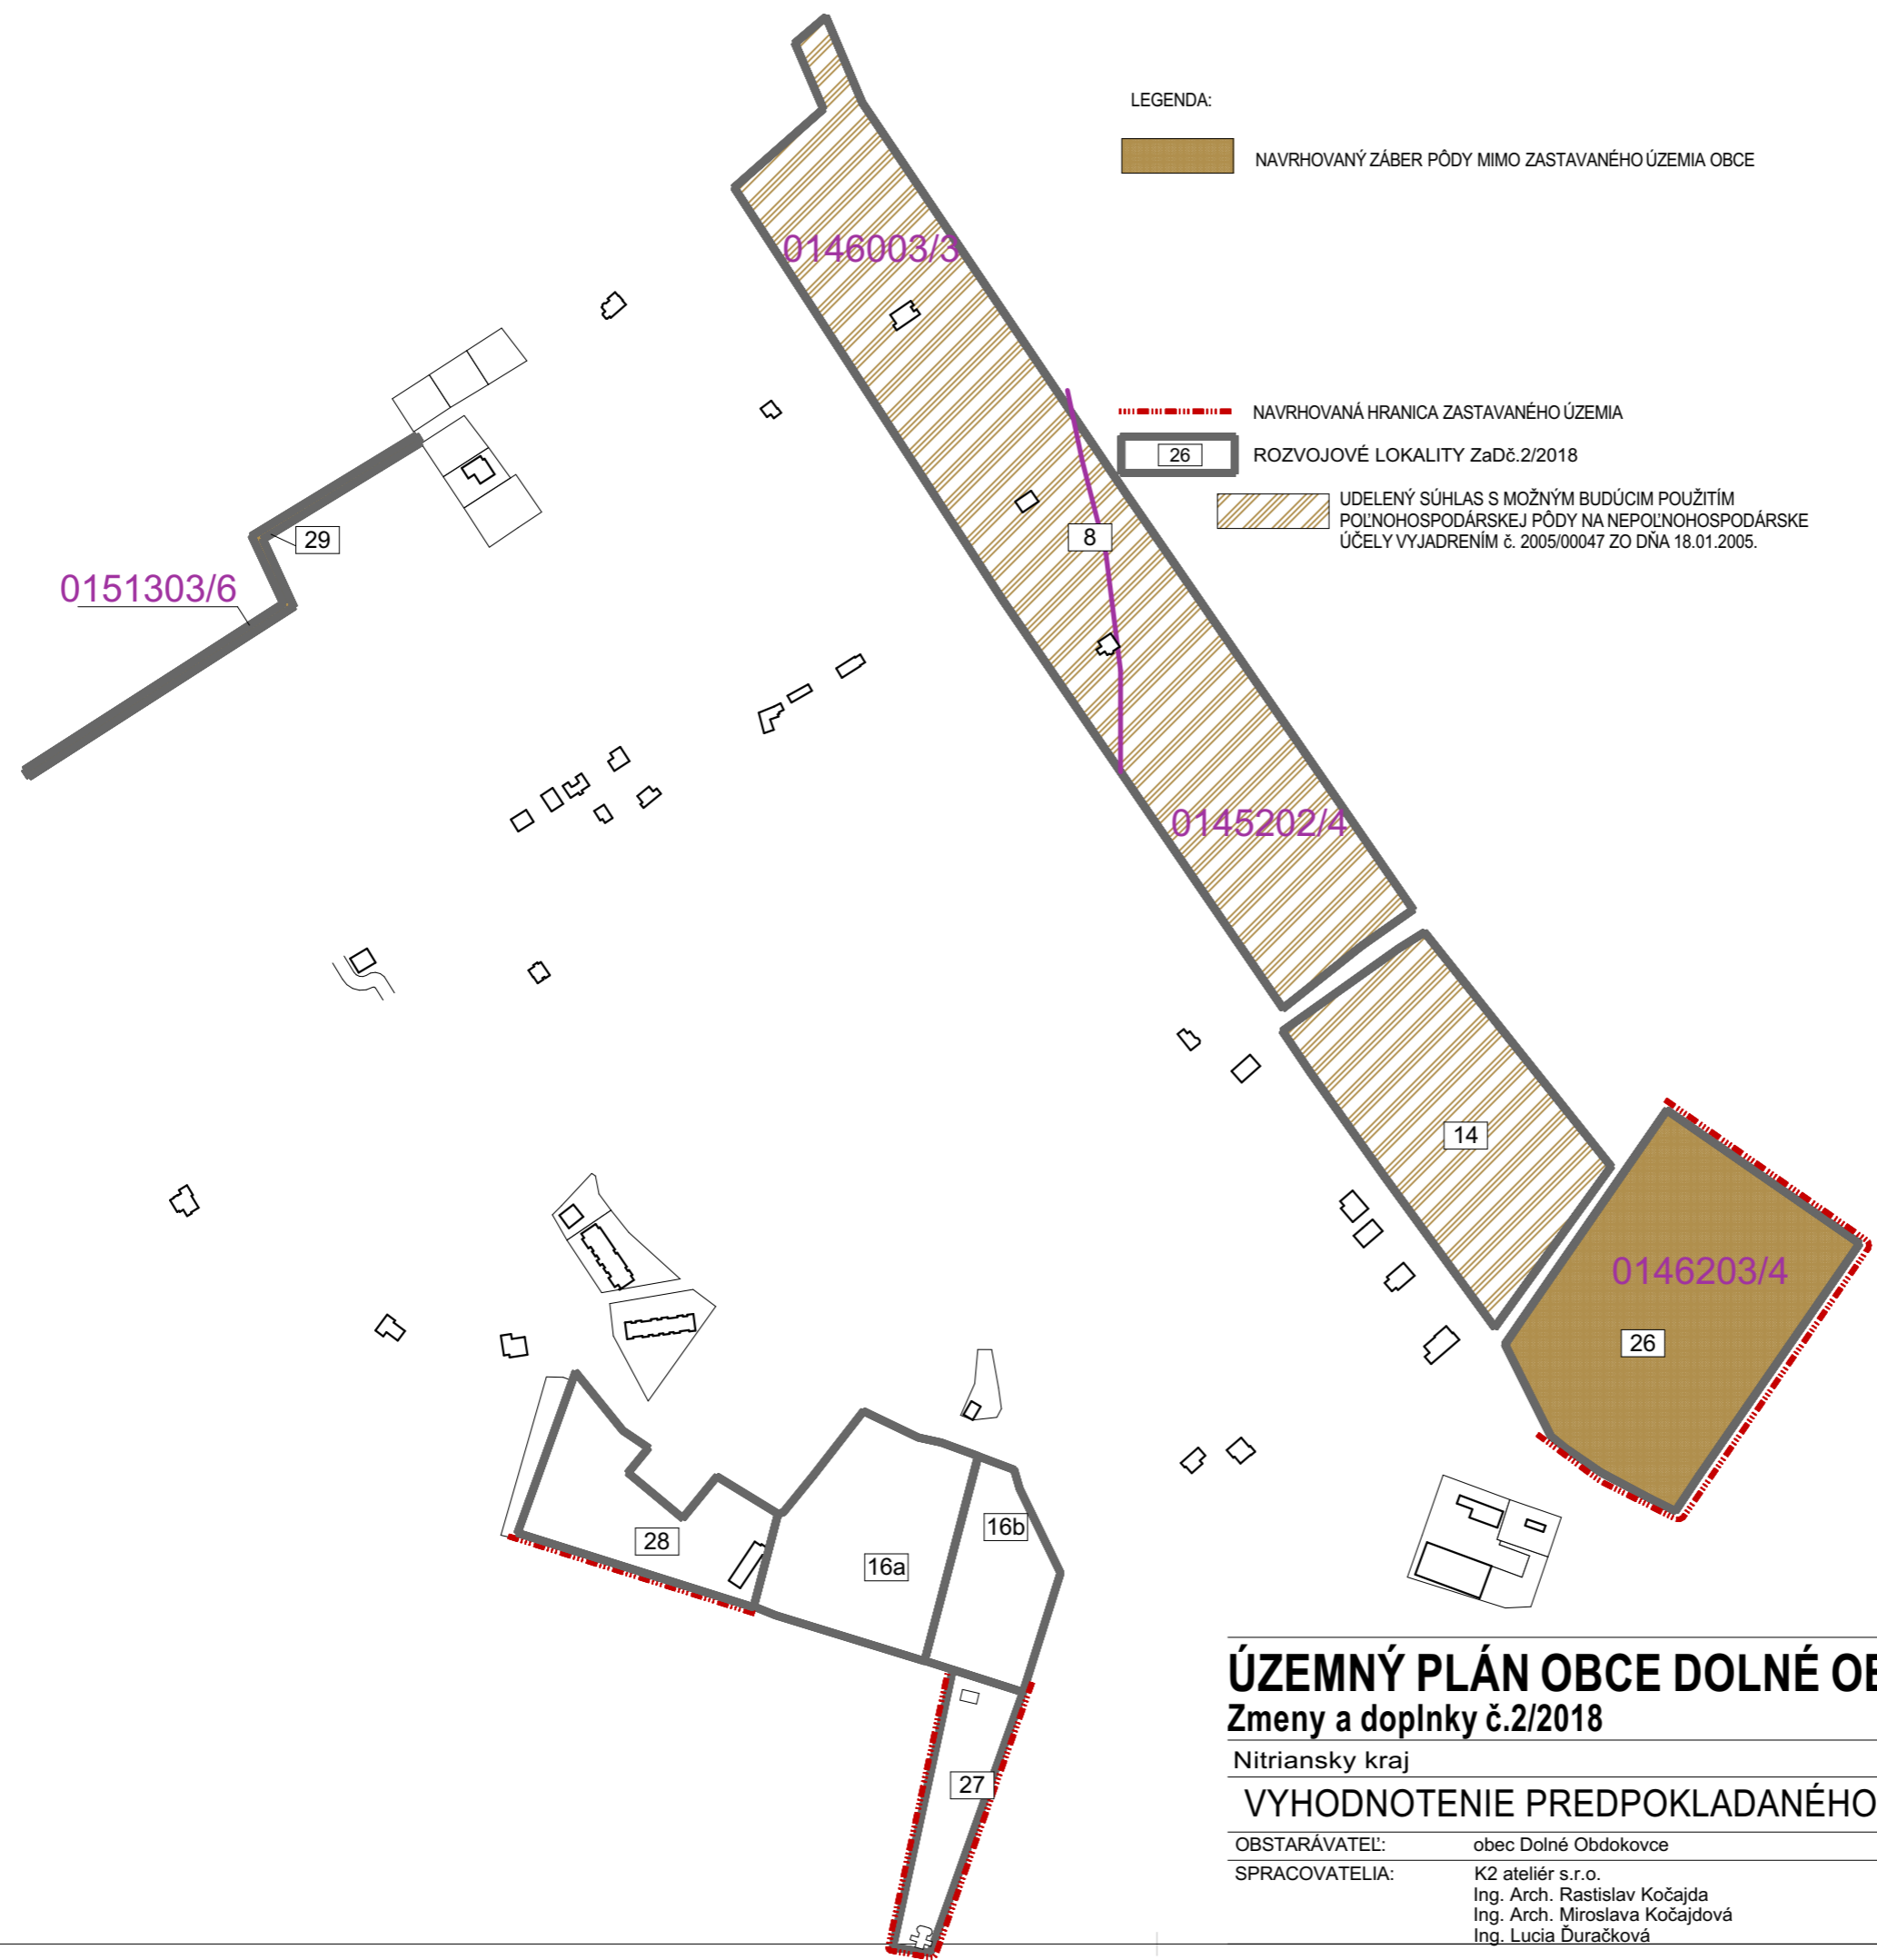 LEGENDA:
NAVRHOVANÝ ZÁBER PÔDY MIMO ZASTAVANÉHO ÚZEMIA OBCE
0146003/3
NAVRHOVANÁ HRANICA ZASTAVANÉHO ÚZEMIA
26
ROZVOJOVÉ LOKALITY ZaDč.2/2018
UDELENÝ SÚHLAS S MOŽNÝM BUDÚCIM POUŽITÍM
POĽNOHOSPODÁRSKEJ PÔDY NA NEPOĽNOHOSPODÁRSKE
ÚČELY VYJADRENÍM č. 2005/00047 ZO DŇA 18.01.2005.
8
29
0151303/6
0145202/4
14
0146203/4
26
28
16a
16b
27
ÚZEMNÝ PLÁN OBCE DOLNÉ
Zmeny a doplnky č.2/2018
Nitriansky kraj
VYHODNOTENIE PREDPOKLADANÉHO
OBSTARÁVATEĽ: obec Dolné Obdokovce
SPRACOVATELIA: K2 ateliér s.r.o.
Ing. Arch. Rastislav Kočajda
Ing. Arch. Miroslava Kočajdová
Ing. Lucia Ďuračková